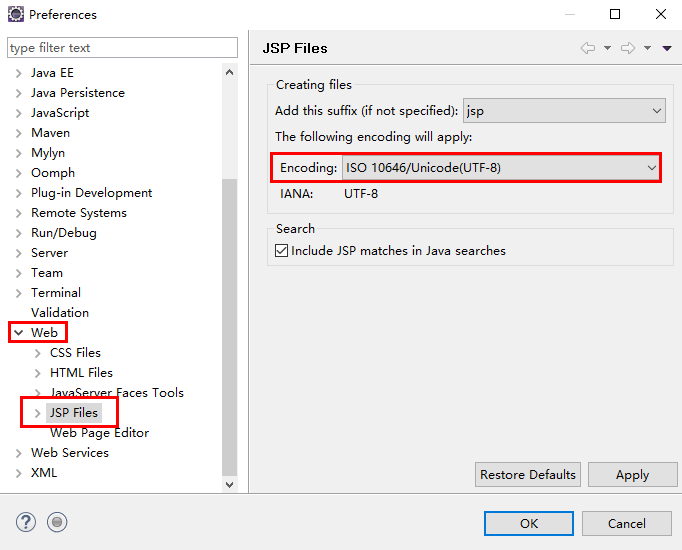 Preferences
type filter text
Java EE
Java Persistence
JavaScript
Maven
Mylyn
Oomph
Plug-in Development
Remote Systems
Run/Debug
Server
Team
Terminal
Validation
Web
CSS Files
HTML Files
JavaServer Faces Tools
JSP Files
Web Page Editor
Web Services
XML
JSP Files
Creating files
Add this suffix (if not specified): jsp
The following encoding will apply:
Encoding: ISO 10646/Unicode(UTF-8)
IANA: UTF-8
Search
Include JSP matches in Java searches
Restore Defaults Apply
? OK Cancel